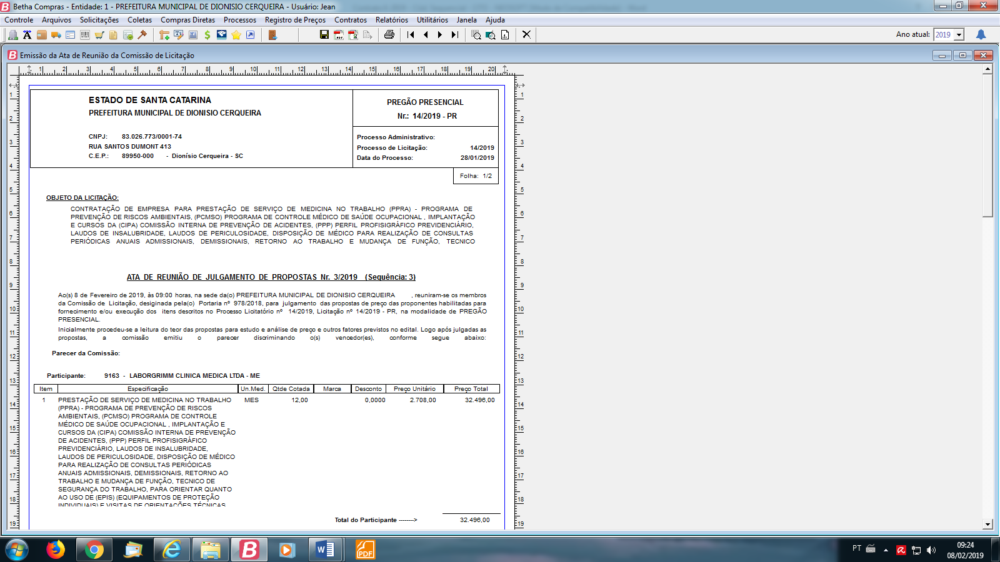 Betha Compras - Entidade: 1 - PREFEITURA MUNICIPAL DE DIONISIO CERQUEIRA - Usuário: Jean
Controle Arquivos Solicitações Coletas Compras Diretas Processos Registro de Preços Contratos Relatórios Utilitários Janela Ajuda
Ano atual: 2019
Emissão da Ata de Reunião da Comissão de Licitação
1 2 3 4 5 6 7 8 9 10 11 12 13 14 15 16 17 18 19 20
ESTADO DE SANTA CATARINA
PREFEITURA MUNICIPAL DE DIONISIO CERQUEIRA
CNPJ: 83.026.773/0001-74
RUA SANTOS DUMONT 413
C.E.P.: 89950-000 - Dionísio Cerqueira - SC
PREGÃO PRESENCIAL
Nr.: 14/2019 - PR
Processo Administrativo:
Processo de Licitação: 14/2019
Data do Processo: 28/01/2019
Folha: 1/2
OBJETO DA LICITAÇÃO:
CONTRATAÇÃO DE EMPRESA PARA PRESTAÇÃO DE SERVIÇO DE MEDICINA NO TRABALHO (PPRA) - PROGRAMA DE
PREVENÇÃO DE RISCOS AMBIENTAIS, (PCMSO) PROGRAMA DE CONTROLE MÉDICO DE SAÚDE OCUPACIONAL , IMPLANTAÇÃO
E CURSOS DA (CIPA) COMISSÃO INTERNA DE PREVENÇÃO DE ACIDENTES, (PPP) PERFIL PROFISIGRÁFICO PREVIDENCIÁRIO,
LAUDOS DE INSALUBRIDADE, LAUDOS DE PERICULOSIDADE, DISPOSIÇÃO DE MÉDICO PARA REALIZAÇÃO DE CONSULTAS
PERIÓDICAS ANUAIS ADMISSIONAIS, DEMISSIONAIS, RETORNO AO TRABALHO E MUDANÇA DE FUNÇÃO, TECNICO
ATA DE REUNIÃO DE JULGAMENTO DE PROPOSTAS Nr. 3/2019 (Sequência: 3)
Ao(s) 8 de Fevereiro de 2019, às 09:00 horas, na sede da(o) PREFEITURA MUNICIPAL DE DIONISIO CERQUEIRA , reuniram-se os membros
da Comissão de Licitação, designada pela(o) Portaria nº 978/2018, para julgamento das propostas de preço das proponentes habilitadas para
fornecimento e/ou execução dos itens descritos no Processo Licitatório nº 14/2019, Licitação nº 14/2019 - PR, na modalidade de PREGÃO
PRESENCIAL.
Inicialmente procedeu-se a leitura do teor das propostas para estudo e análise de preço e outros fatores previstos no edital. Logo após julgadas as
propostas, a comissão emitiu o parecer discriminando o(s) vencedor(es), conforme segue abaixo:
Parecer da Comissão:
Participante: 9163 - LABORGRIMM CLINICA MEDICA LTDA - ME
Item Especificação Un.Med. Qtde Cotada Marca Desconto Preço Unitário Preço Total
1 PRESTAÇÃO DE SERVIÇO DE MEDICINA NO TRABALHO MES 12,00 0,0000 2.708,00 32.496,00
(PPRA) - PROGRAMA DE PREVENÇÃO DE RISCOS
AMBIENTAIS, (PCMSO) PROGRAMA DE CONTROLE
MÉDICO DE SAÚDE OCUPACIONAL , IMPLANTAÇÃO E
CURSOS DA (CIPA) COMISSÃO INTERNA DE PREVENÇÃO
DE ACIDENTES, (PPP) PERFIL PROFISIGRÁFICO
PREVIDENCIÁRIO, LAUDOS DE INSALUBRIDADE,
LAUDOS DE PERICULOSIDADE, DISPOSIÇÃO DE MÉDICO
PARA REALIZAÇÃO DE CONSULTAS PERIÓDICAS
ANUAIS ADMISSIONAIS, DEMISSIONAIS, RETORNO AO
TRABALHO E MUDANÇA DE FUNÇÃO, TECNICO DE
SEGURANÇA DO TRABALHO, PARA ORIENTAR QUANTO
AO USO DE (EPIS) (EQUIPAMENTOS DE PROTEÇÃO
INDIVIDUAIS) E VISITAS DE ORIENTAÇÕES TÉCNICAS
Total do Participante --------> 32.496,00
PT 09:24
08/02/2019